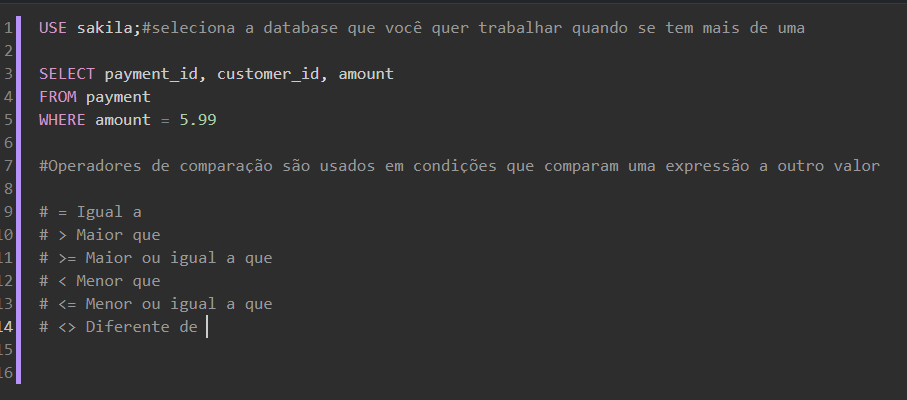 1 USE sakila;#seleciona a database que você quer trabalhar quando se tem mais de uma
2
3 SELECT payment_id, customer_id, amount
4 FROM payment
5 WHERE amount = 5.99
6
7 #Operadores de comparação são usados em condições que comparam uma expressão a outro valor
8
9 # = Igual a
10 # > Maior que
11 # >= Maior ou igual a que
12 # < Menor que
13 # <= Menor ou igual a que
14 # <> Diferente de
15
16